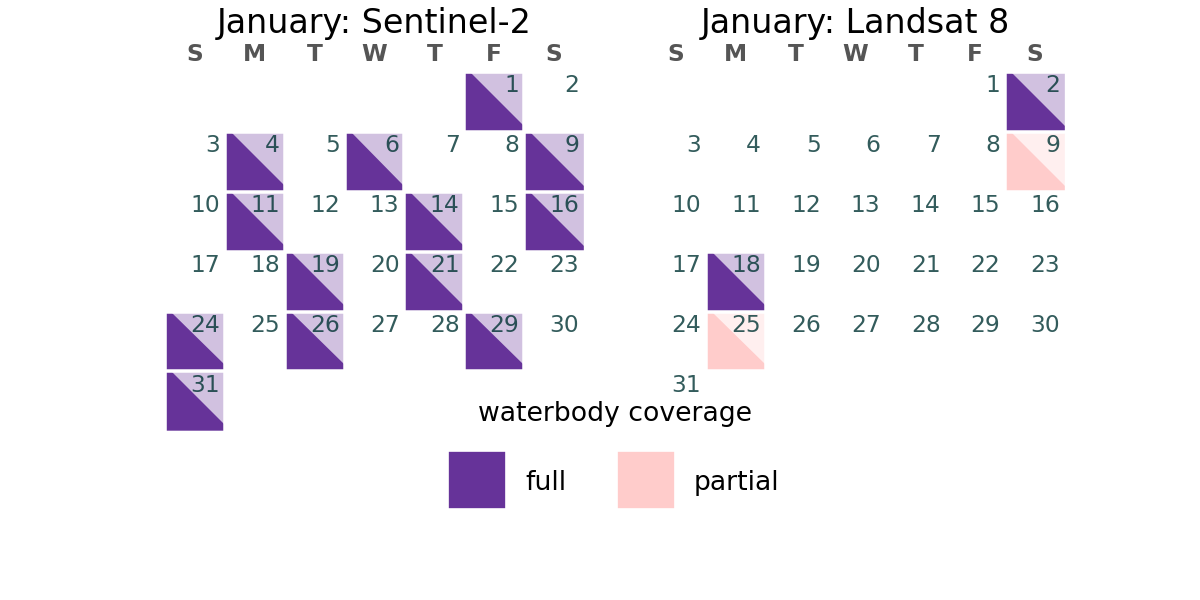 January: Sentinel-2
S M T W T F S
1 2
3 4 5 6 7 8 9
10 11 12 13 14 15 16
17 18 19 20 21 22 23
24 25 26 27 28 29 30
31
January: Landsat 8
S M T W T F S
1 2
3 4 5 6 7 8 9
10 11 12 13 14 15 16
17 18 19 20 21 22 23
24 25 26 27 28 29 30
31
waterbody coverage
full partial